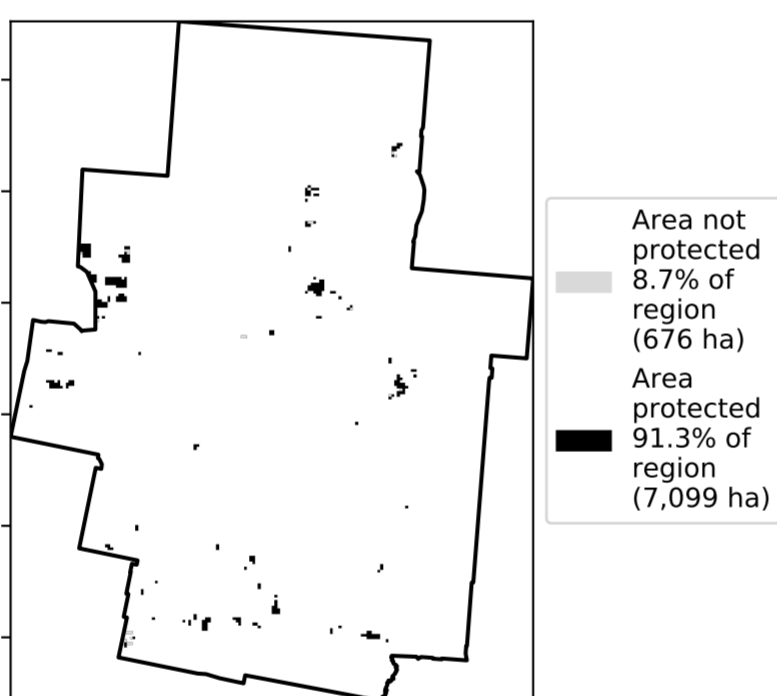 Area not
protected
8.7% of
region
(676 ha)
Area
protected
91.3% of
region
(7,099 ha)